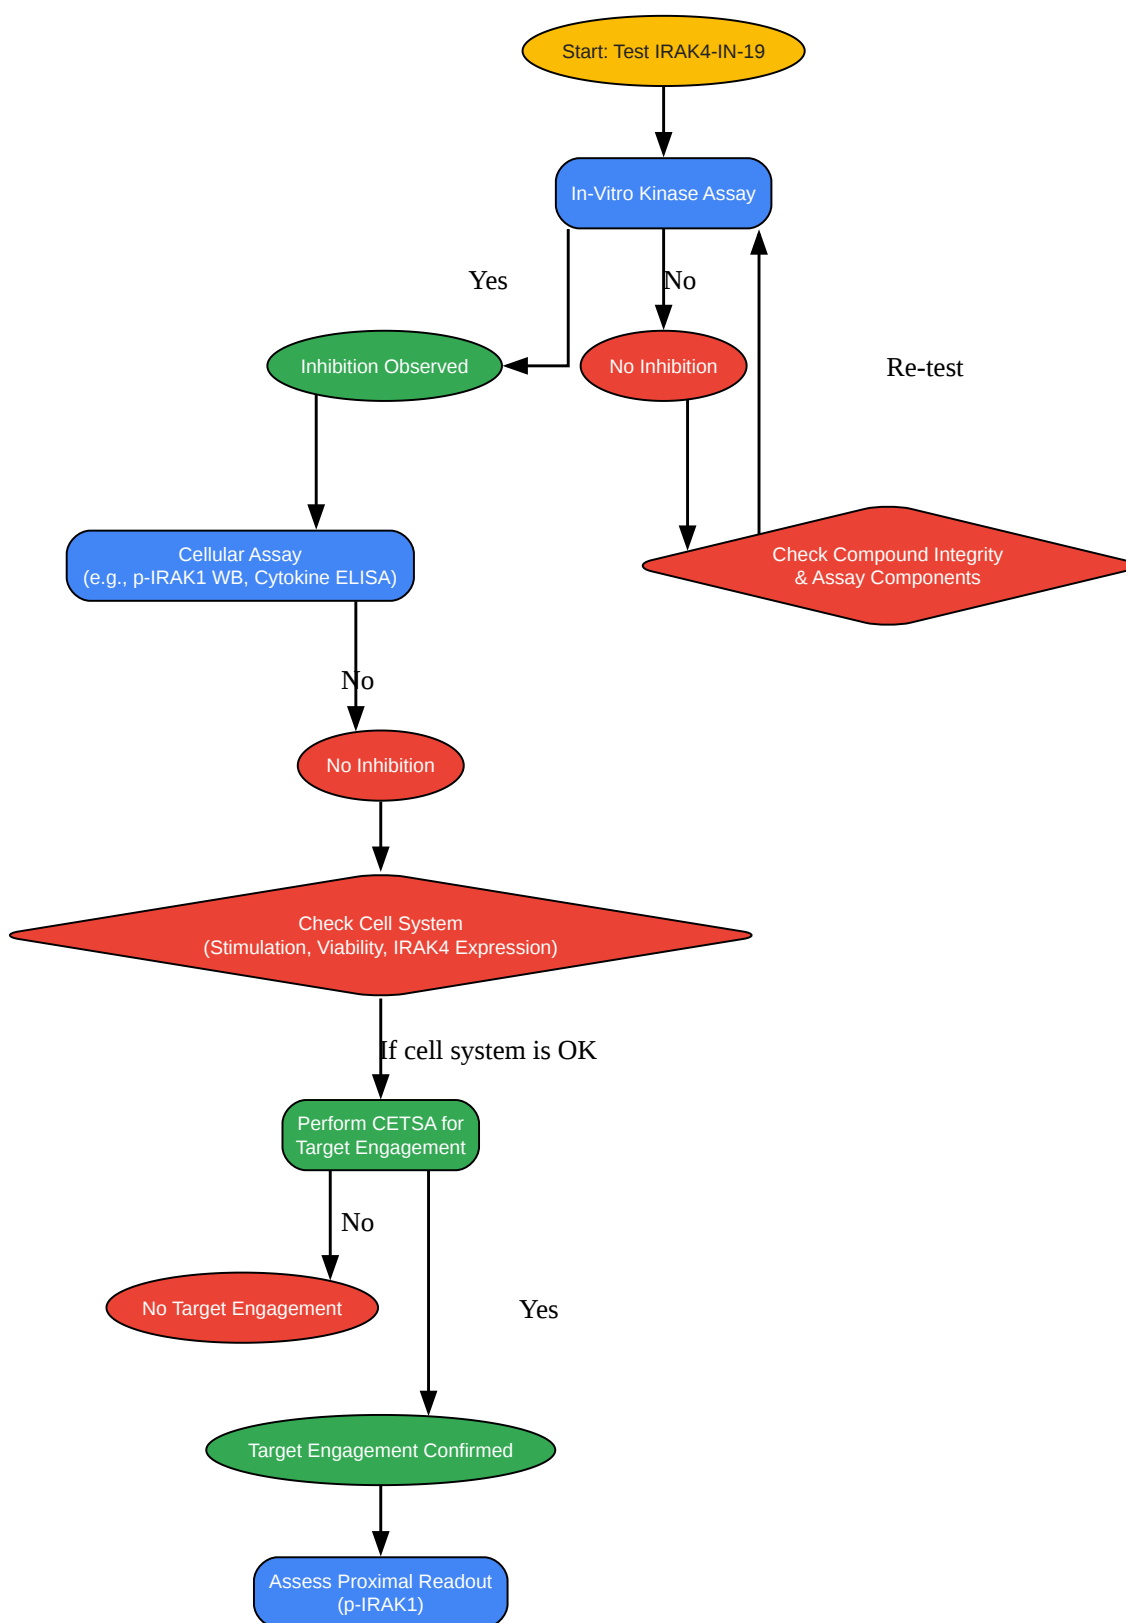 Start: Test IRAK4-IN-19
In-Vitro Kinase Assay
Yes
No
Inhibition Observed
No Inhibition
Re-test
Cellular Assay
(e.g., p-IRAK1 WB, Cytokine ELISA)
Check Compound Integrity
& Assay Components
No
No Inhibition
Check Cell System
(Stimulation, Viability, IRAK4 Expression)
If cell system is OK
Perform CETSA for
Target Engagement
No
No Target Engagement
Yes
Target Engagement Confirmed
Assess Proximal Readout
(p-IRAK1)